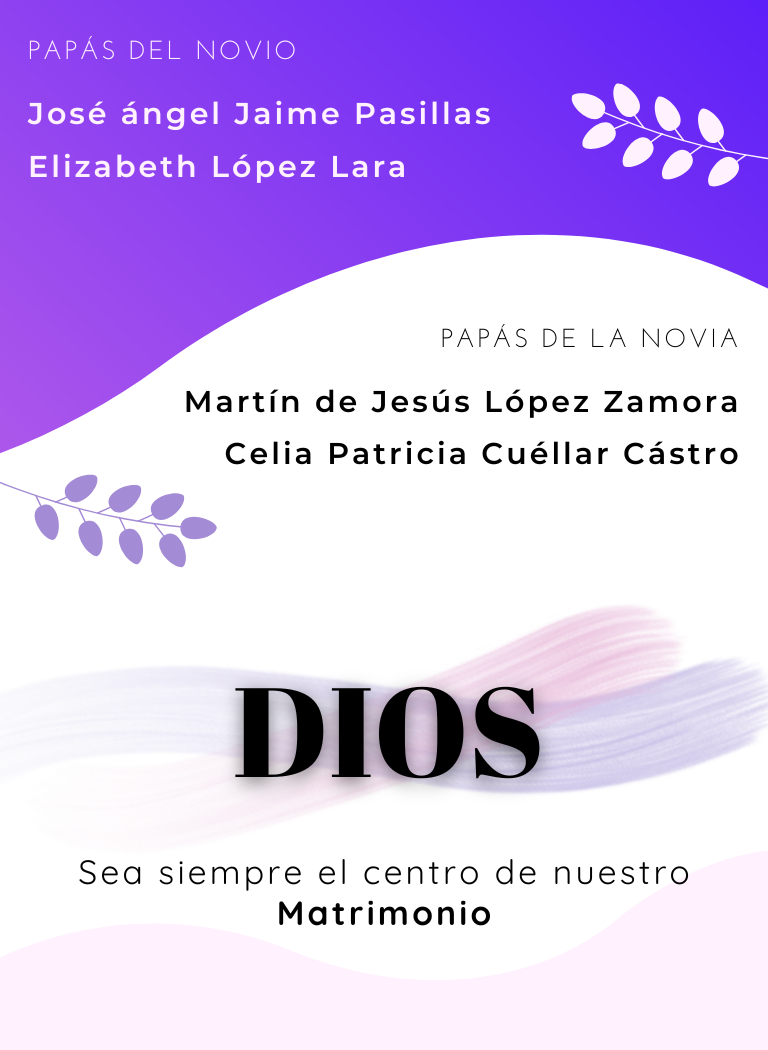 PAPÁS DEL NOVIO
José ángel Jaime Pasillas
Elizabeth López Lara
PAPÁS DE LA NOVIA
Martín de Jesús López Zamora
Celia Patricia Cuéllar Cástro
DIOS
Sea siempre el centro de nuestro
Matrimonio